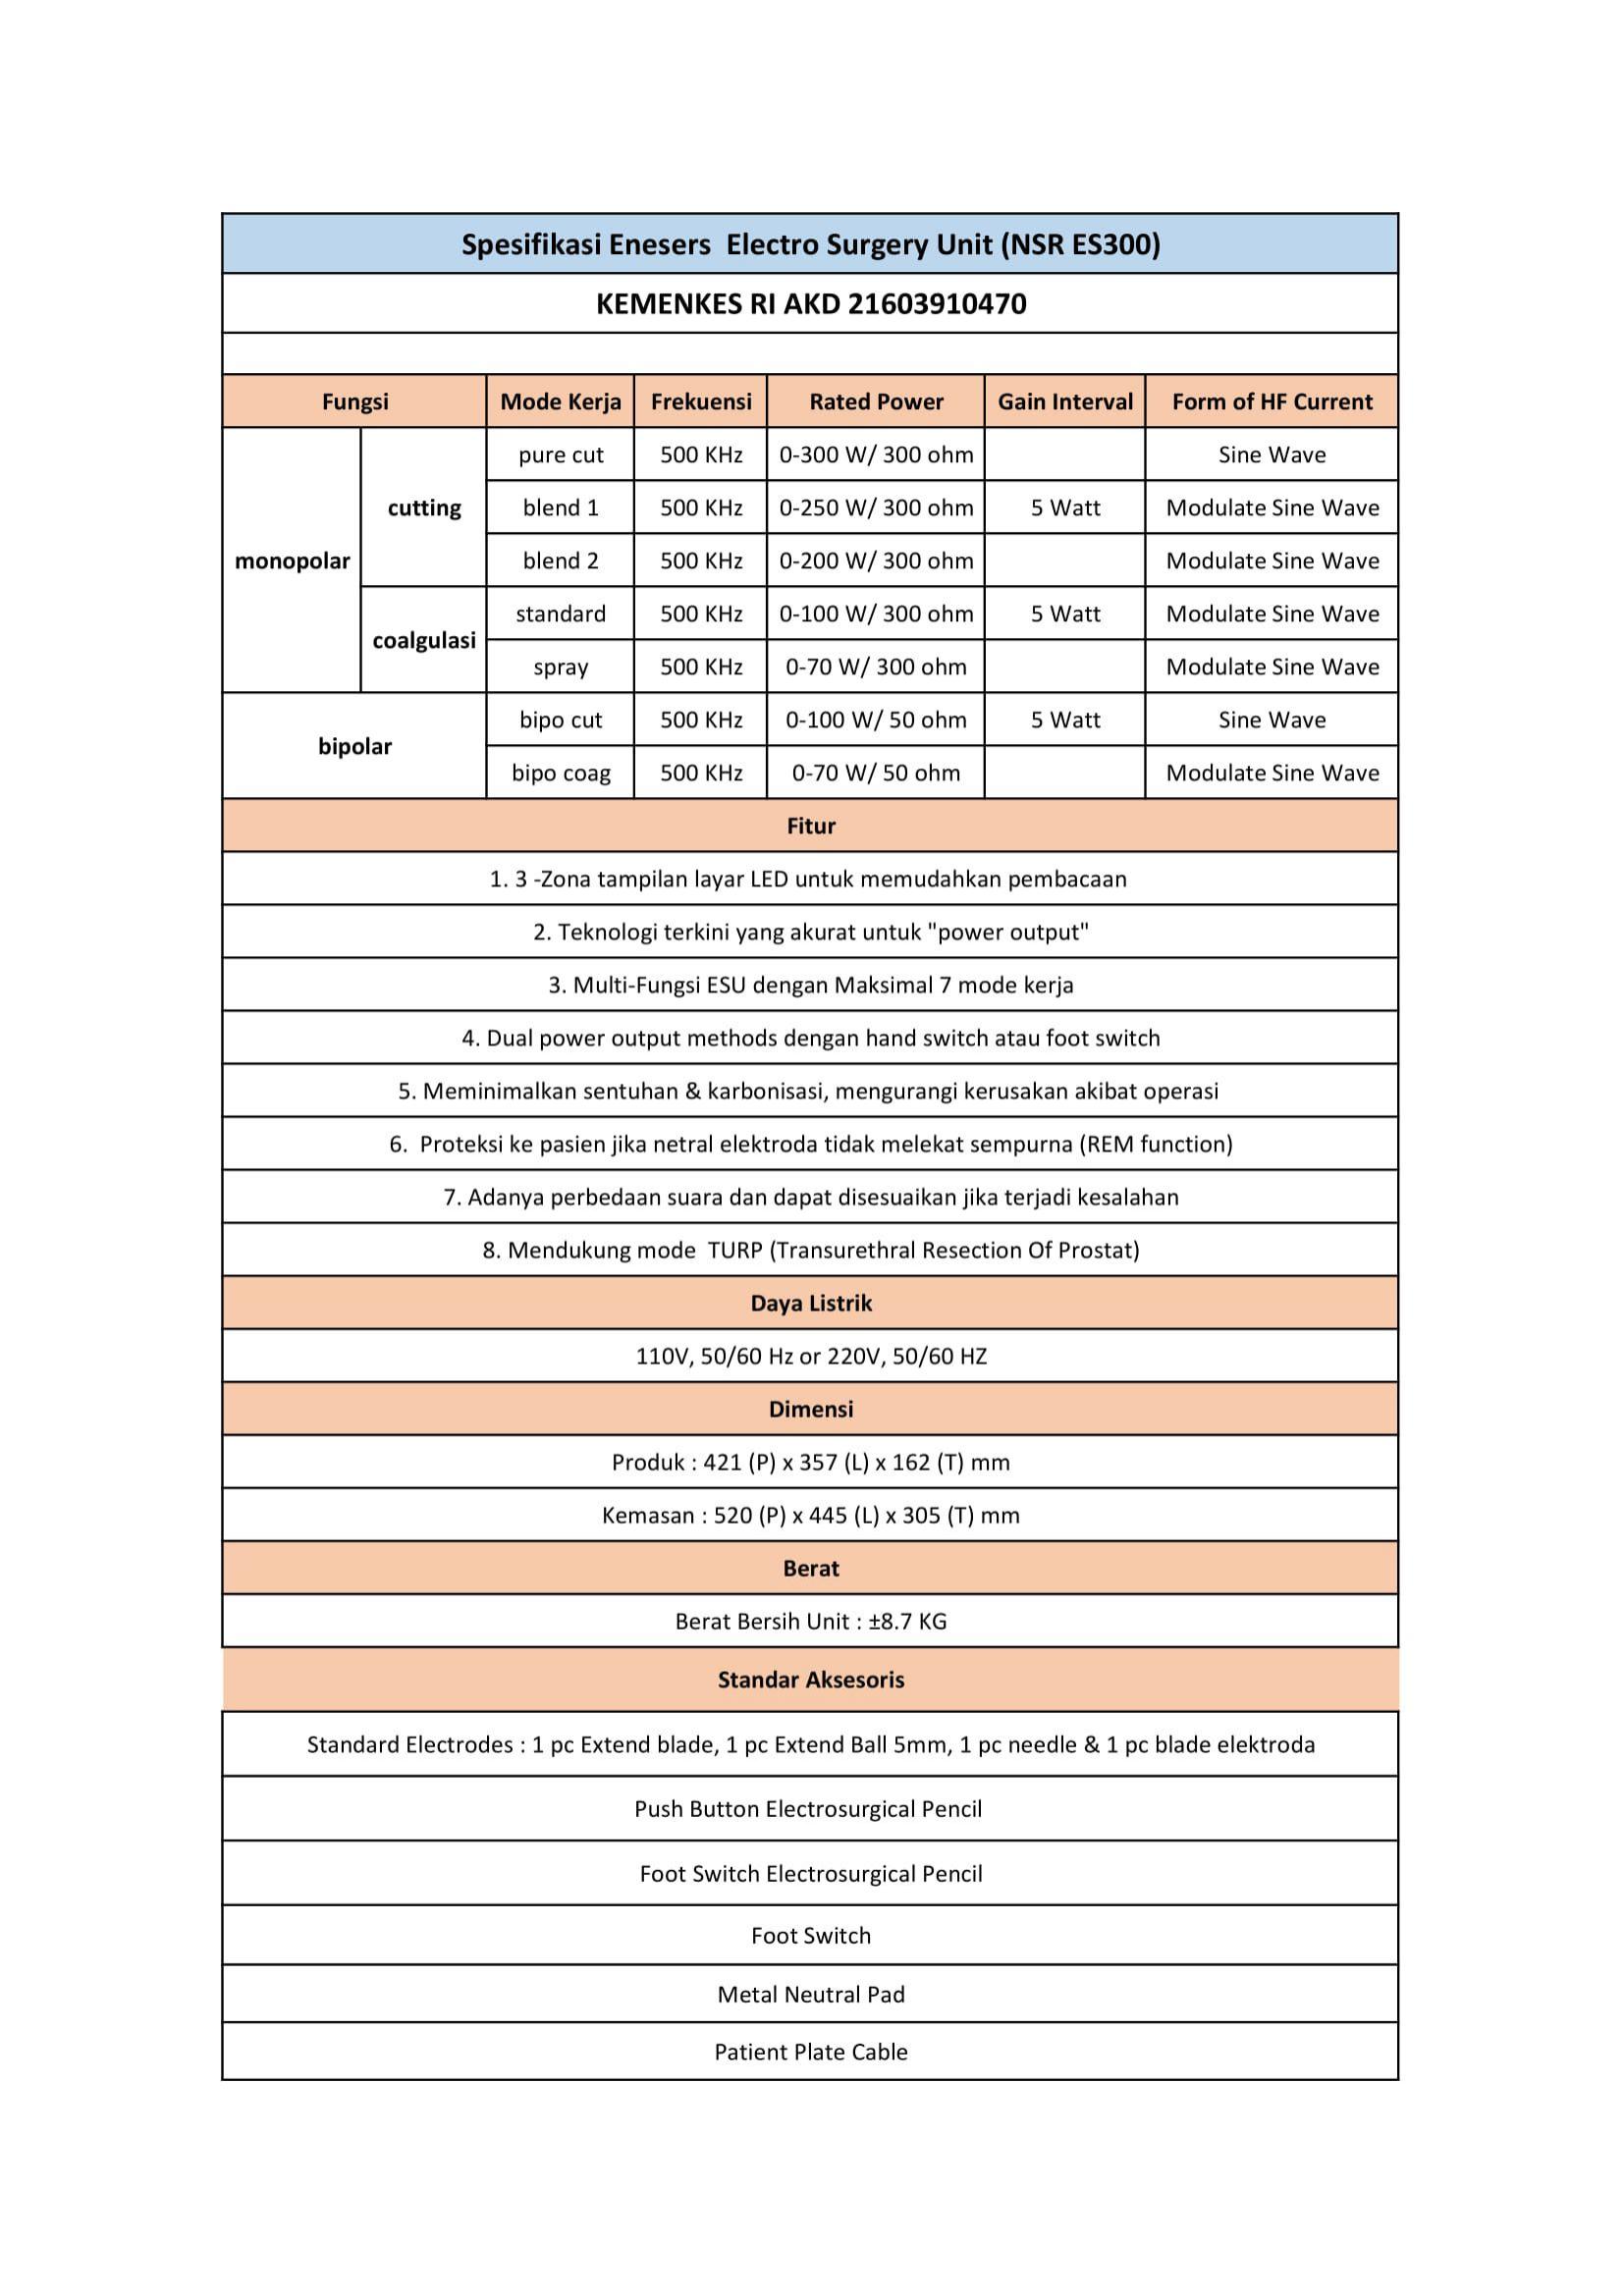 Spesifikasi Enesers  Electro Surgery Unit (NSR ES300)
KEMENKES RI AKD 21603910470
Fungsi Mode Kerja Frekuensi Rated Power Gain Interval Form of HF Current
monopolar cutting pure cut 500 KHz 0-300 W/ 300 ohm Sine Wave
blend 1 500 KHz 0-250 W/ 300 ohm 5 Watt Modulate Sine Wave
blend 2 500 KHz 0-200 W/ 300 ohm Modulate Sine Wave
coalgulasi standard 500 KHz 0-100 W/ 300 ohm 5 Watt Modulate Sine Wave
spray 500 KHz 0-70 W/ 300 ohm Modulate Sine Wave
bipolar bipo cut 500 KHz 0-100 W/ 50 ohm 5 Watt Sine Wave
bipo coag 500 KHz 0-70 W/ 50 ohm Modulate Sine Wave
Fitur
1. 3 -Zona tampilan layar LED untuk memudahkan pembacaan
2. Teknologi terkini yang akurat untuk "power output"
3. Multi-Fungsi ESU dengan Maksimal 7 mode kerja
4. Dual power output methods dengan hand switch atau foot switch
5. Meminimalkan sentuhan & karbonisasi, mengurangi kerusakan akibat operasi
6.  Proteksi ke pasien jika netral elektroda tidak melekat sempurna (REM function)
7. Adanya perbedaan suara dan dapat disesuaikan jika terjadi kesalahan
8. Mendukung mode  TURP (Transurethral Resection Of Prostat)
Daya Listrik
110V, 50/60 Hz or 220V, 50/60 HZ
Dimensi
Produk : 421 (P) x 357 (L) x 162 (T) mm
Kemasan : 520 (P) x 445 (L) x 305 (T) mm
Berat
Berat Bersih Unit : ±8.7 KG
Standar Aksesoris
Standard Electrodes : 1 pc Extend blade, 1 pc Extend Ball 5mm, 1 pc needle & 1 pc blade elektroda
Push Button Electrosurgical Pencil
Foot Switch Electrosurgical Pencil
Foot Switch
Metal Neutral Pad
Patient Plate Cable